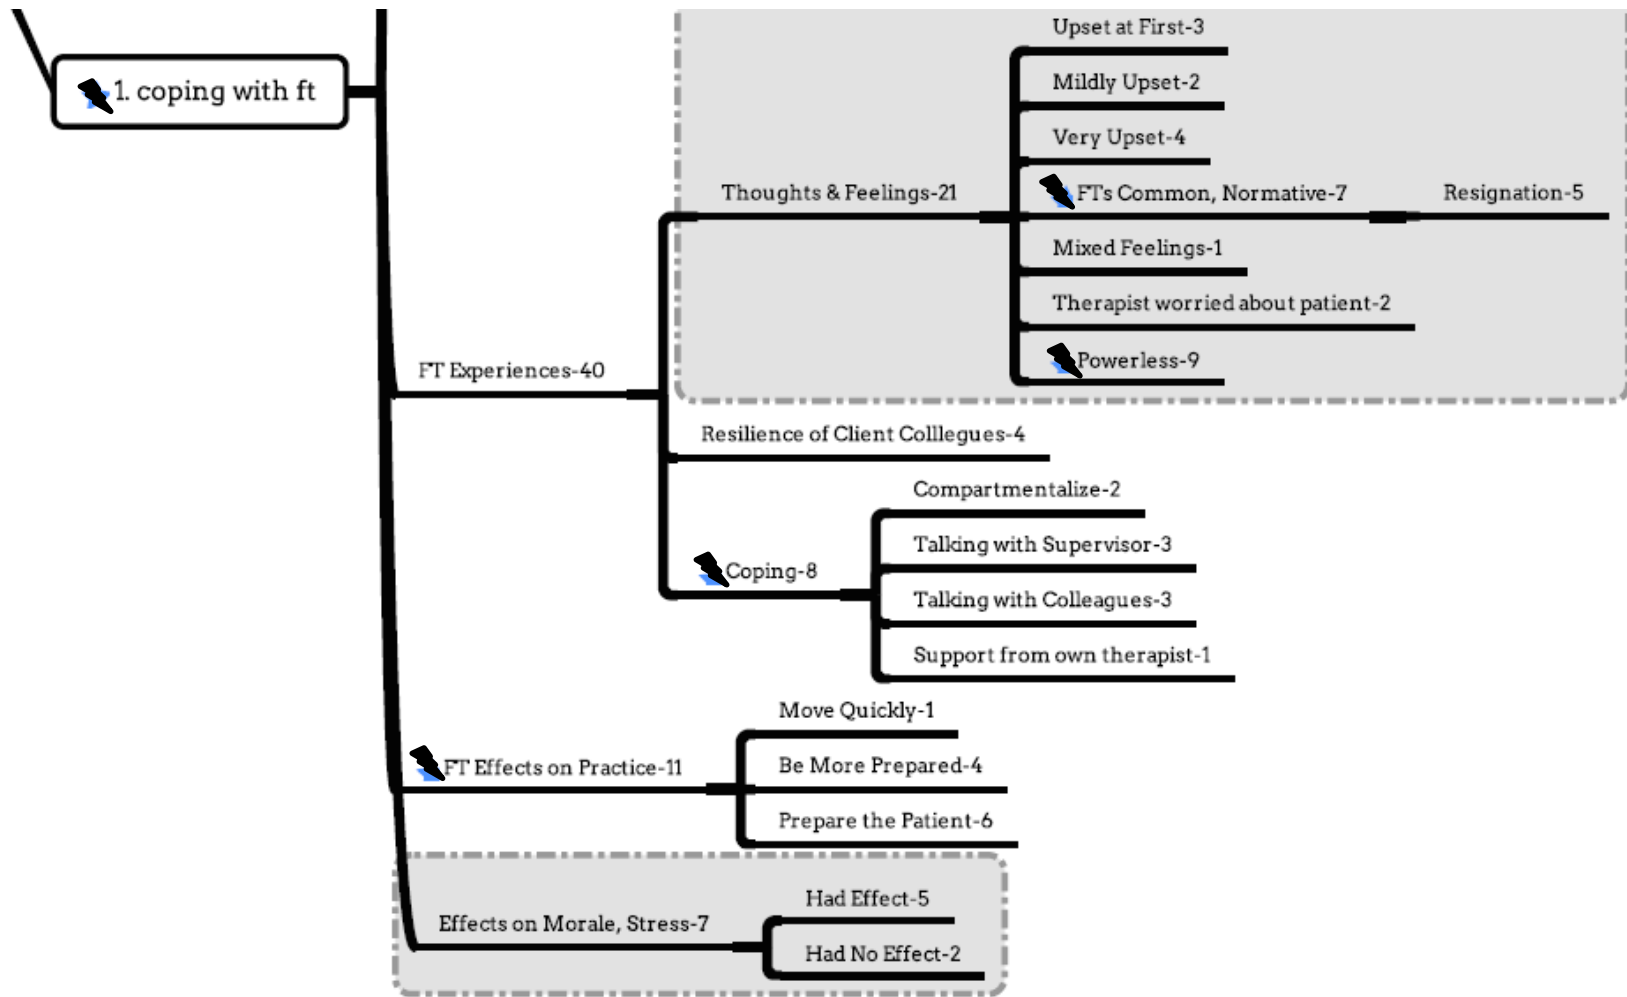 1. coping with ft
FT Experiences-40
Thoughts & Feelings-21
Upset at First-3
Mildly Upset-2
Very Upset-4
FTs Common, Normative-7
Resignation-5
Mixed Feelings-1
Therapist worried about patient-2
Powerless-9
Resilience of Client Colllegues-4
Coping-8
Compartmentalize-2
Talking with Supervisor-3
Talking with Colleagues-3
Support from own therapist-1
FT Effects on Practice-11
Move Quickly-1
Be More Prepared-4
Prepare the Patient-6
Effects on Morale, Stress-7
Had Effect-5
Had No Effect-2